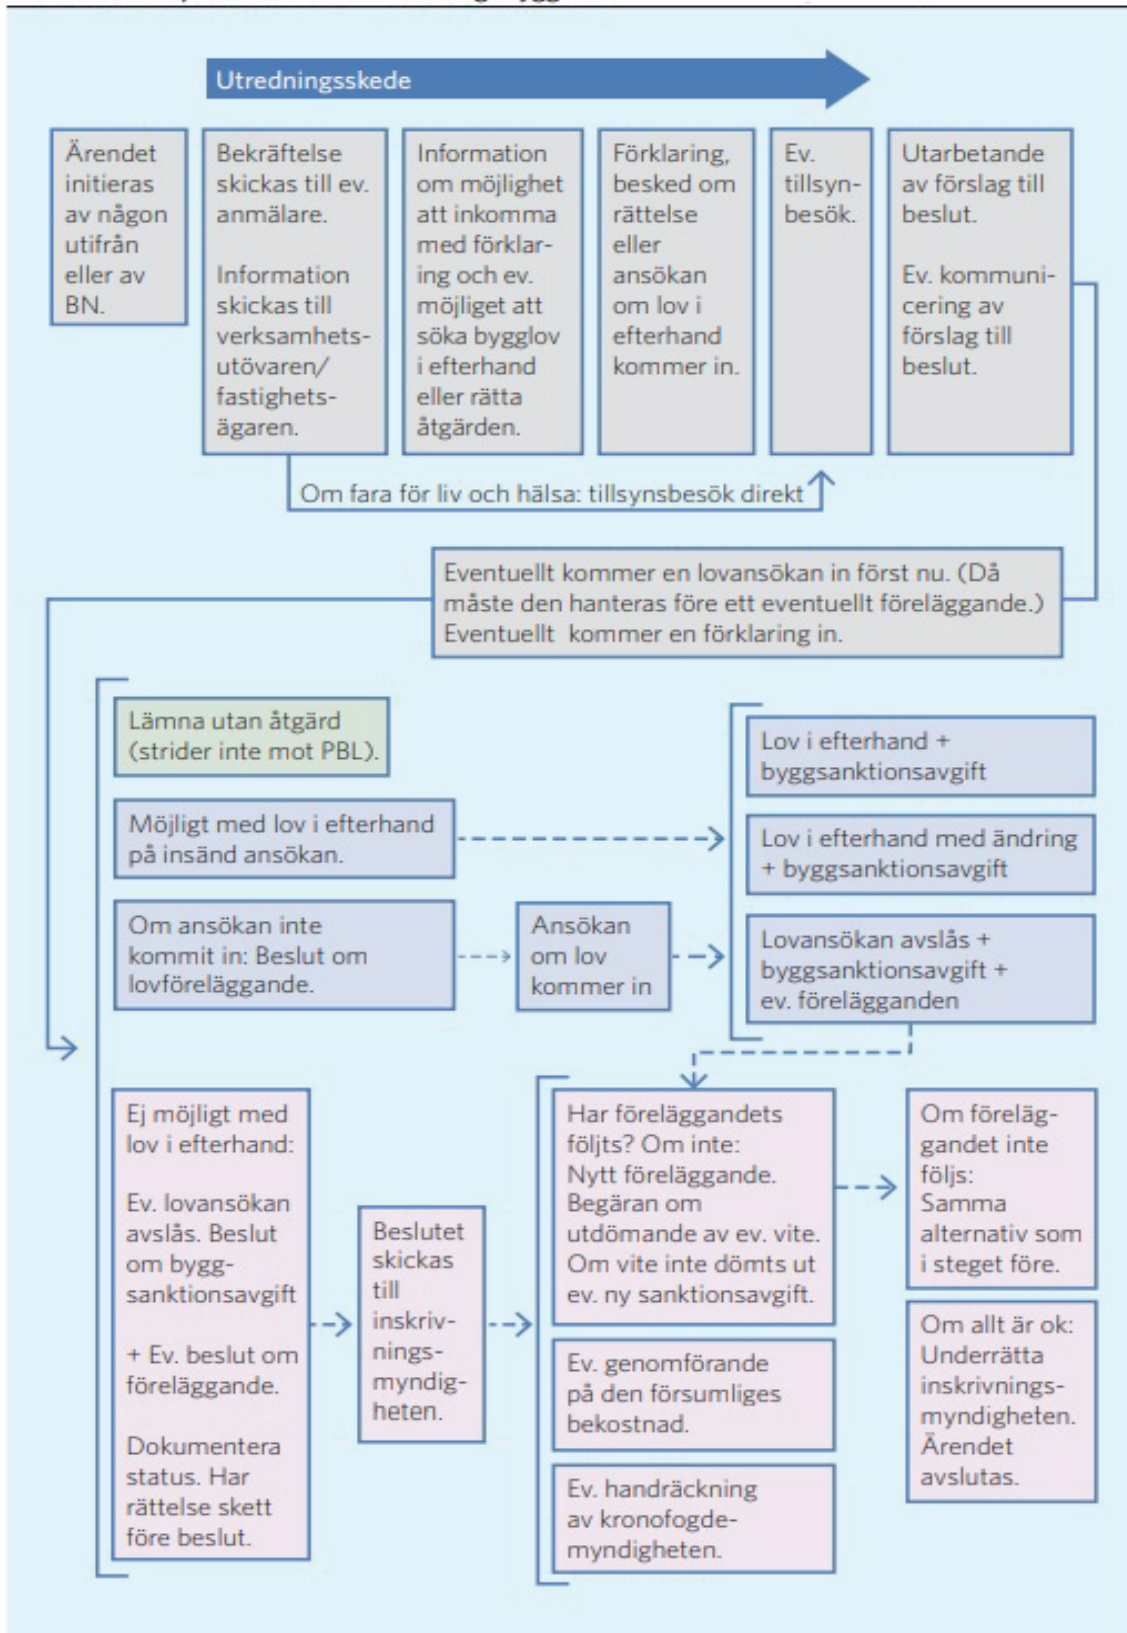 Utredningsskede
Ärendet
initieras
av någon
utifrån
eller av
BN.
Bekräftelse
skickas till ev.
anmälare.
Information
skickas till
verksamhets-
utövaren/
fastighets-
ägaren.
Information
om möjlighet
att inkomma
med förklar-
ing och ev.
möjliget att
söka bygglov
i efterhand
eller rätta
åtgärden.
Förklaring,
besked om
rättelse
eller
ansökan
om lov i
efterhand
kommer in.
Ev.
tillsyn-
besök.
Utarbetande
av förslag till
beslut.
Ev. kommuni-
cering av
förslag till
beslut.
Om fara för liv och hälsa: tillsynsbesök direkt
Eventuellt kommer en lovansökan in först nu. (Då
måste den hanteras före ett eventuellt föreläggande.)
Eventuellt kommer en förklaring in.
Lämna utan åtgärd
(strider inte mot PBL).
Möjligt med lov i efterhand
på insänd ansökan.
Om ansökan inte
kommit in: Beslut om
lovföreläggande.
Ansökan
om lov
kommer in
Lov i efterhand +
byggsanktionsavgift
Lov i efterhand med ändring
+ byggsanktionsavgift
Lovansökan avslås +
byggsanktionsavgift +
ev. förelägganden
Ej möjligt med
lov i efterhand:
Ev. lovansökan
avslås. Beslut
om bygg-
sanktionsavgift
+ Ev. beslut om
föreläggande.
Dokumentera
status. Har
rättelse skett
före beslut.
Beslutet
skickas
till
inskriv-
nings-
myndig-
heten.
Har föreläggandets
följts? Om inte:
Nytt föreläggande.
Begäran om
utdömande av ev. vite.
Om vite inte dömts ut
ev. ny sanktionsavgift.
Ev. genomförande
på den försumliges
bekostnad.
Ev. handräckning
av kronofogde-
myndigheten.
Om föreläg-
gandet inte
följs:
Samma
alternativ som
i steget före.
Om allt är ok:
Underrätta
inskrivnings-
myndigheten.
Ärendet
avslutas.